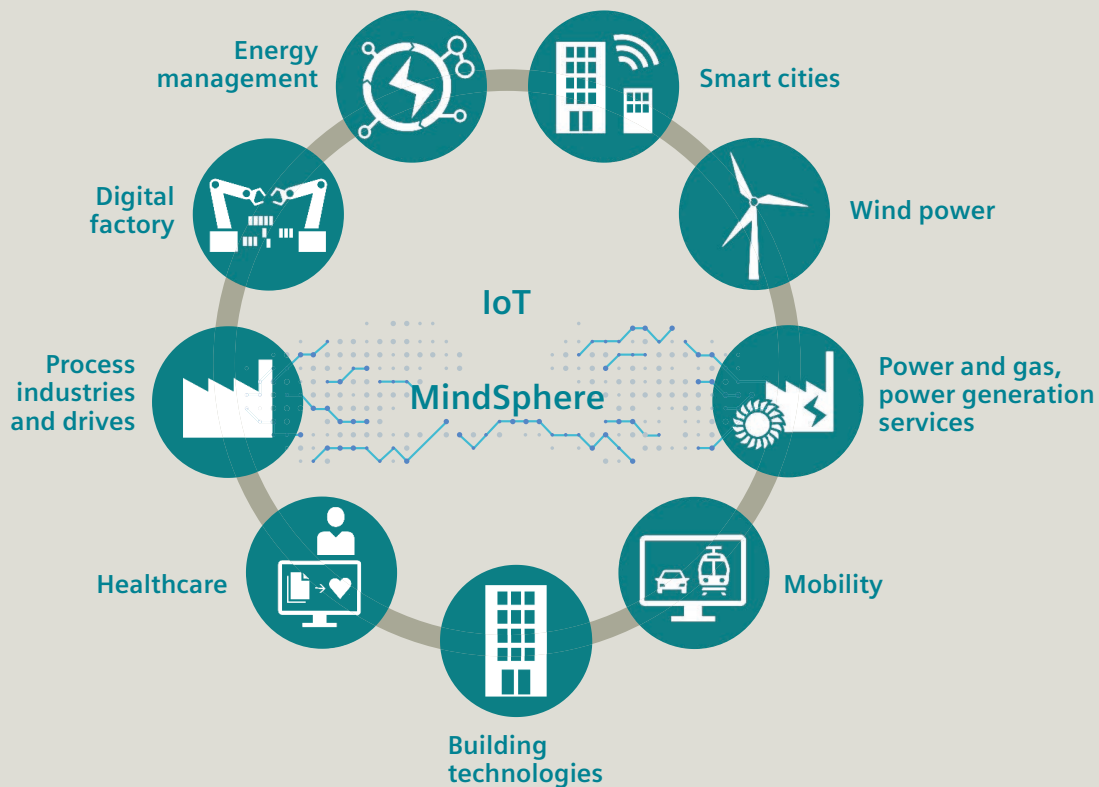 Energy
management
Smart cities
Digital
factory
Wind power
IoT
MindSphere
Process
industries
and drives
Power and gas,
power generation
services
Healthcare
Mobility
Building
technologies